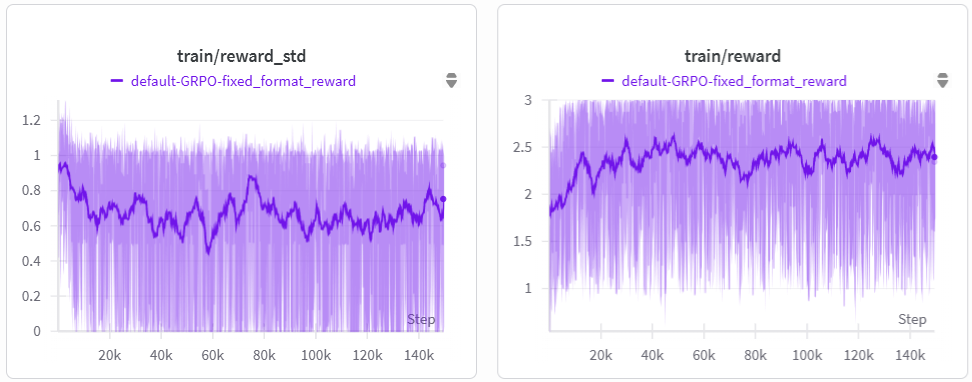 train/reward_std
default-GRPO-fixed_format_reward
1.2
1
0.8
0.6
0.4
0.2
0
Step
20k
40k
60k
80k
100k
120k
140k
train/reward
default-GRPO-fixed_format_reward
3
2.5
2
1.5
1
Step
20k
40k
60k
80k
100k
120k
140k